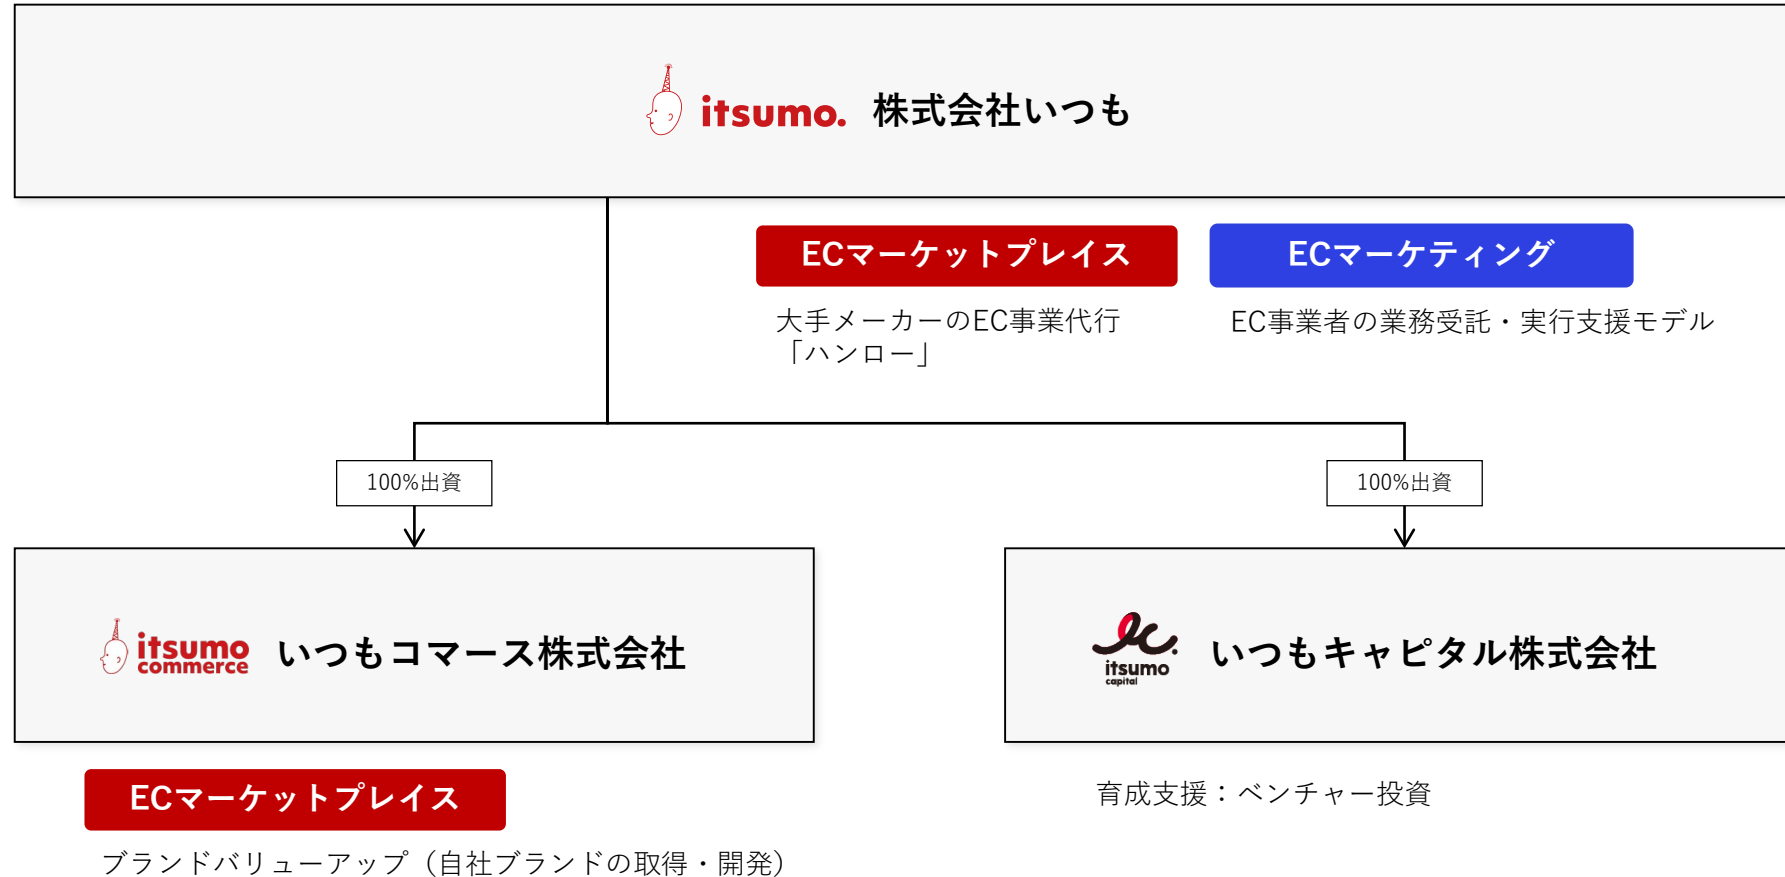 itsumo. 株式会社いつも
ECマーケットプレイス
ECマーケティング
大手メーカーのEC事業代行
「ハンロー」
EC事業者の業務受託・実行支援モデル
100%出資
100%出資
itsumo
commerce
いつもコマース株式会社
ec.
itsumo
capital
いつもキャピタル株式会社
ECマーケットプレイス
ブランドバリューアップ（自社ブランドの取得・開発）
育成支援：ベンチャー投資